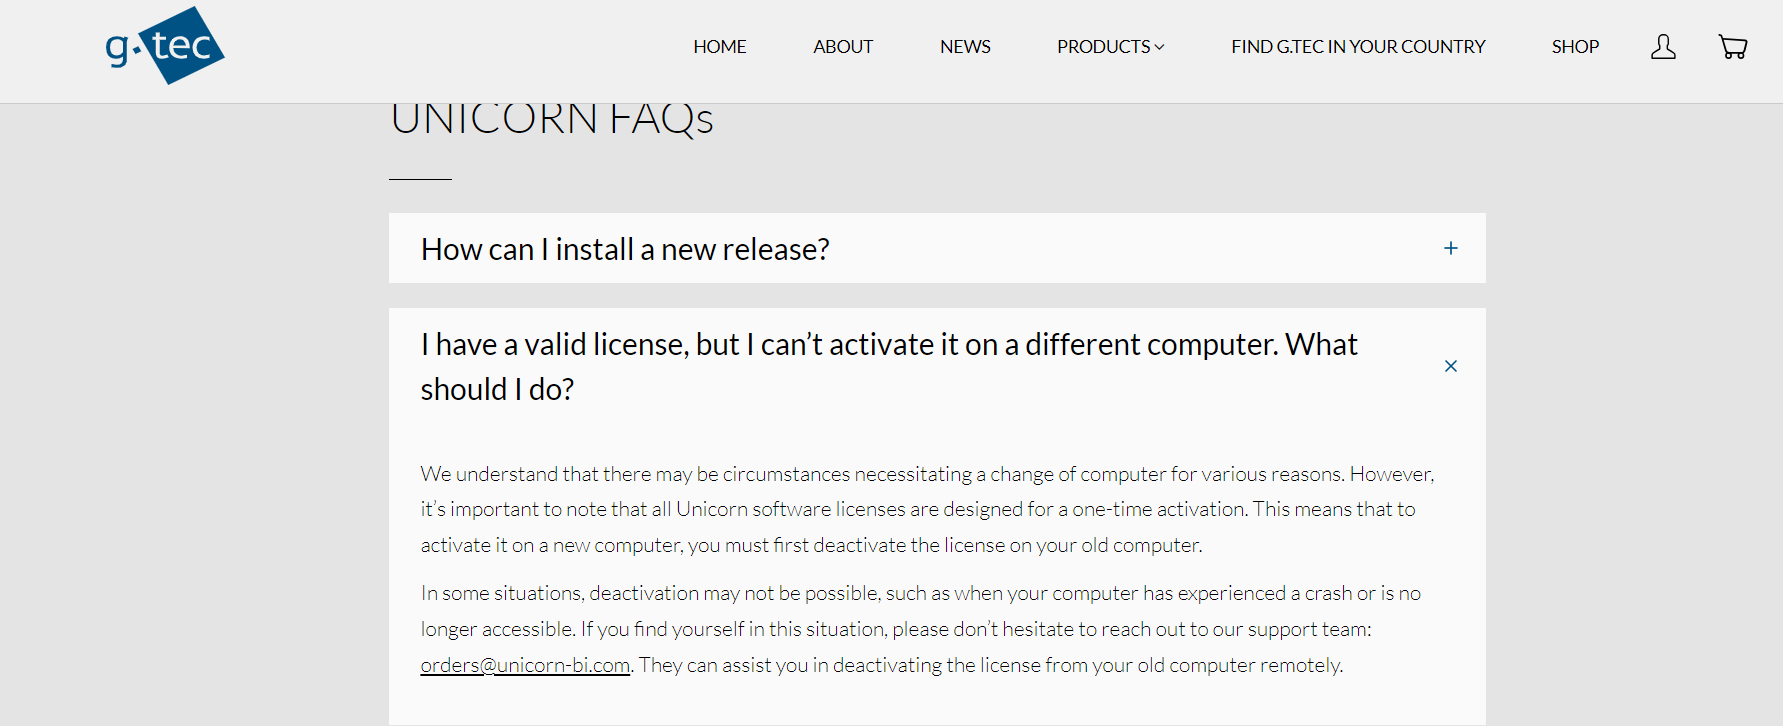 g.tec
HOME
ABOUT
NEWS
PRODUCTS
FIND G.TEC IN YOUR COUNTRY
SHOP
UNICORN FAQs
How can I install a new release?
I have a valid license, but I can’t activate it on a different computer. What
should I do?
We understand that there may be circumstances necessitating a change of computer for various reasons. However,
it’s important to note that all Unicorn software licenses are designed for a one-time activation. This means that to
activate it on a new computer, you must first deactivate the license on your old computer.
In some situations, deactivation may not be possible, such as when your computer has experienced a crash or is no
longer accessible. If you find yourself in this situation, please don’t hesitate to reach out to our support team:
orders@unicorn-bi.com. They can assist you in deactivating the license from your old computer remotely.